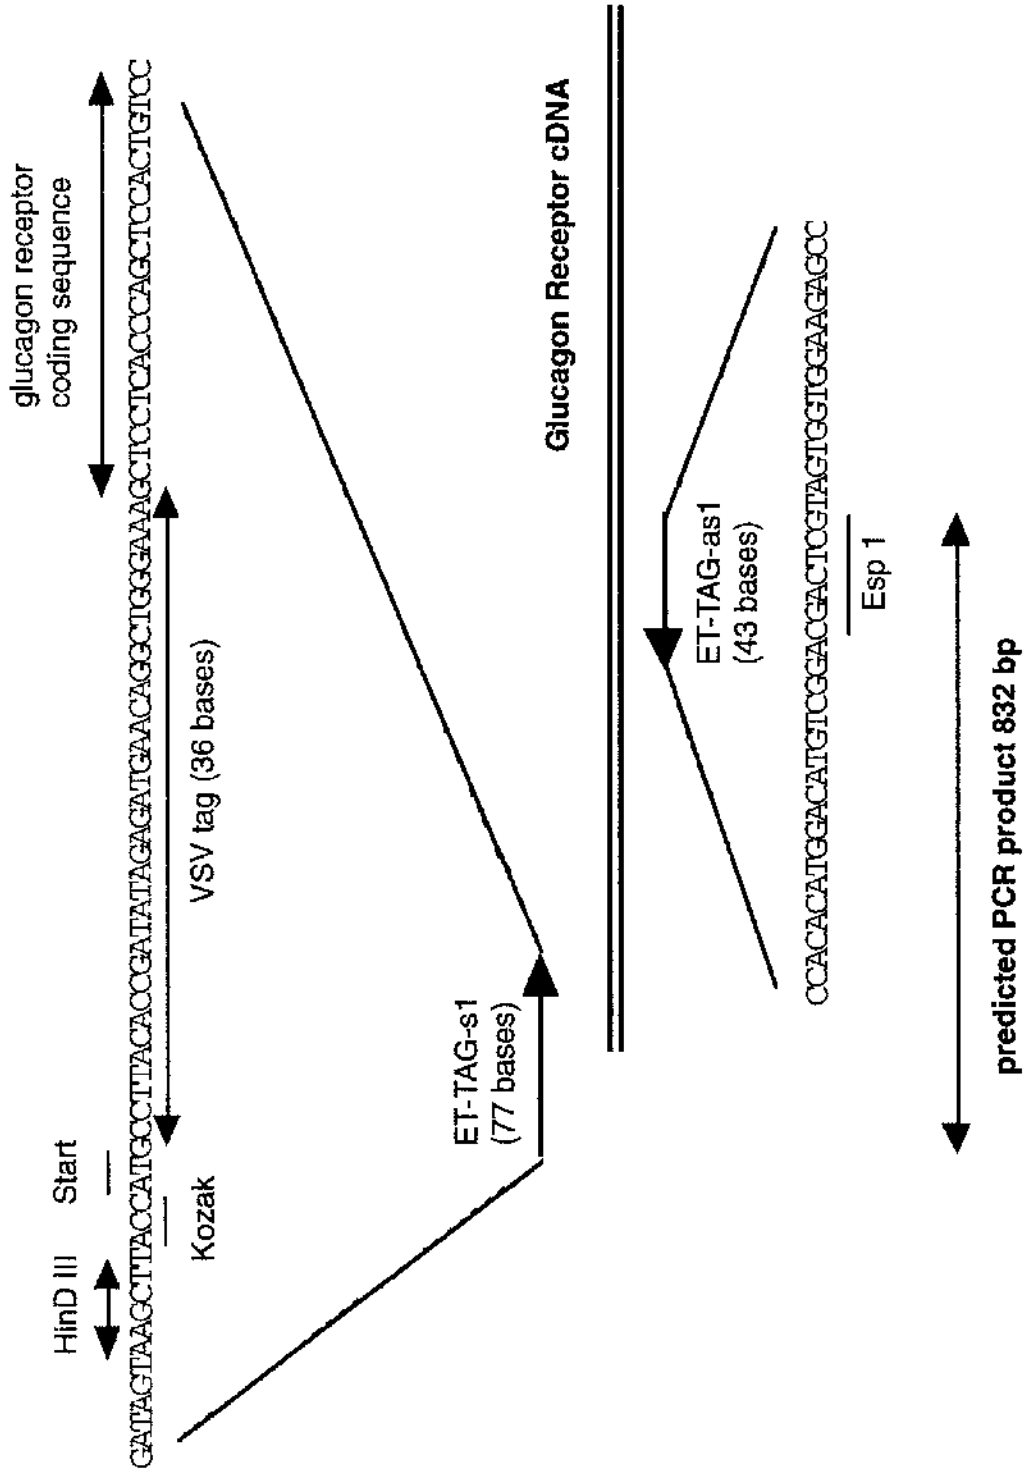 glucagon receptor
coding sequence
HinD III
Start
GATAGTAAGCTTACCATGCCTTACACCGATATAGAGATGAACAGGCTGGGAAAGCTCCTCACCCAGCTCCACTGTCC
Kozak
VSV tag (36 bases)
ET-TAG-s1
(77 bases)
Glucagon Receptor cDNA
ET-TAG-as1
(43 bases)
CCACACATGGACATGTCGGACGACTCGTAGTGGTGGAAGAGCC
Esp 1
predicted PCR product 832 bp